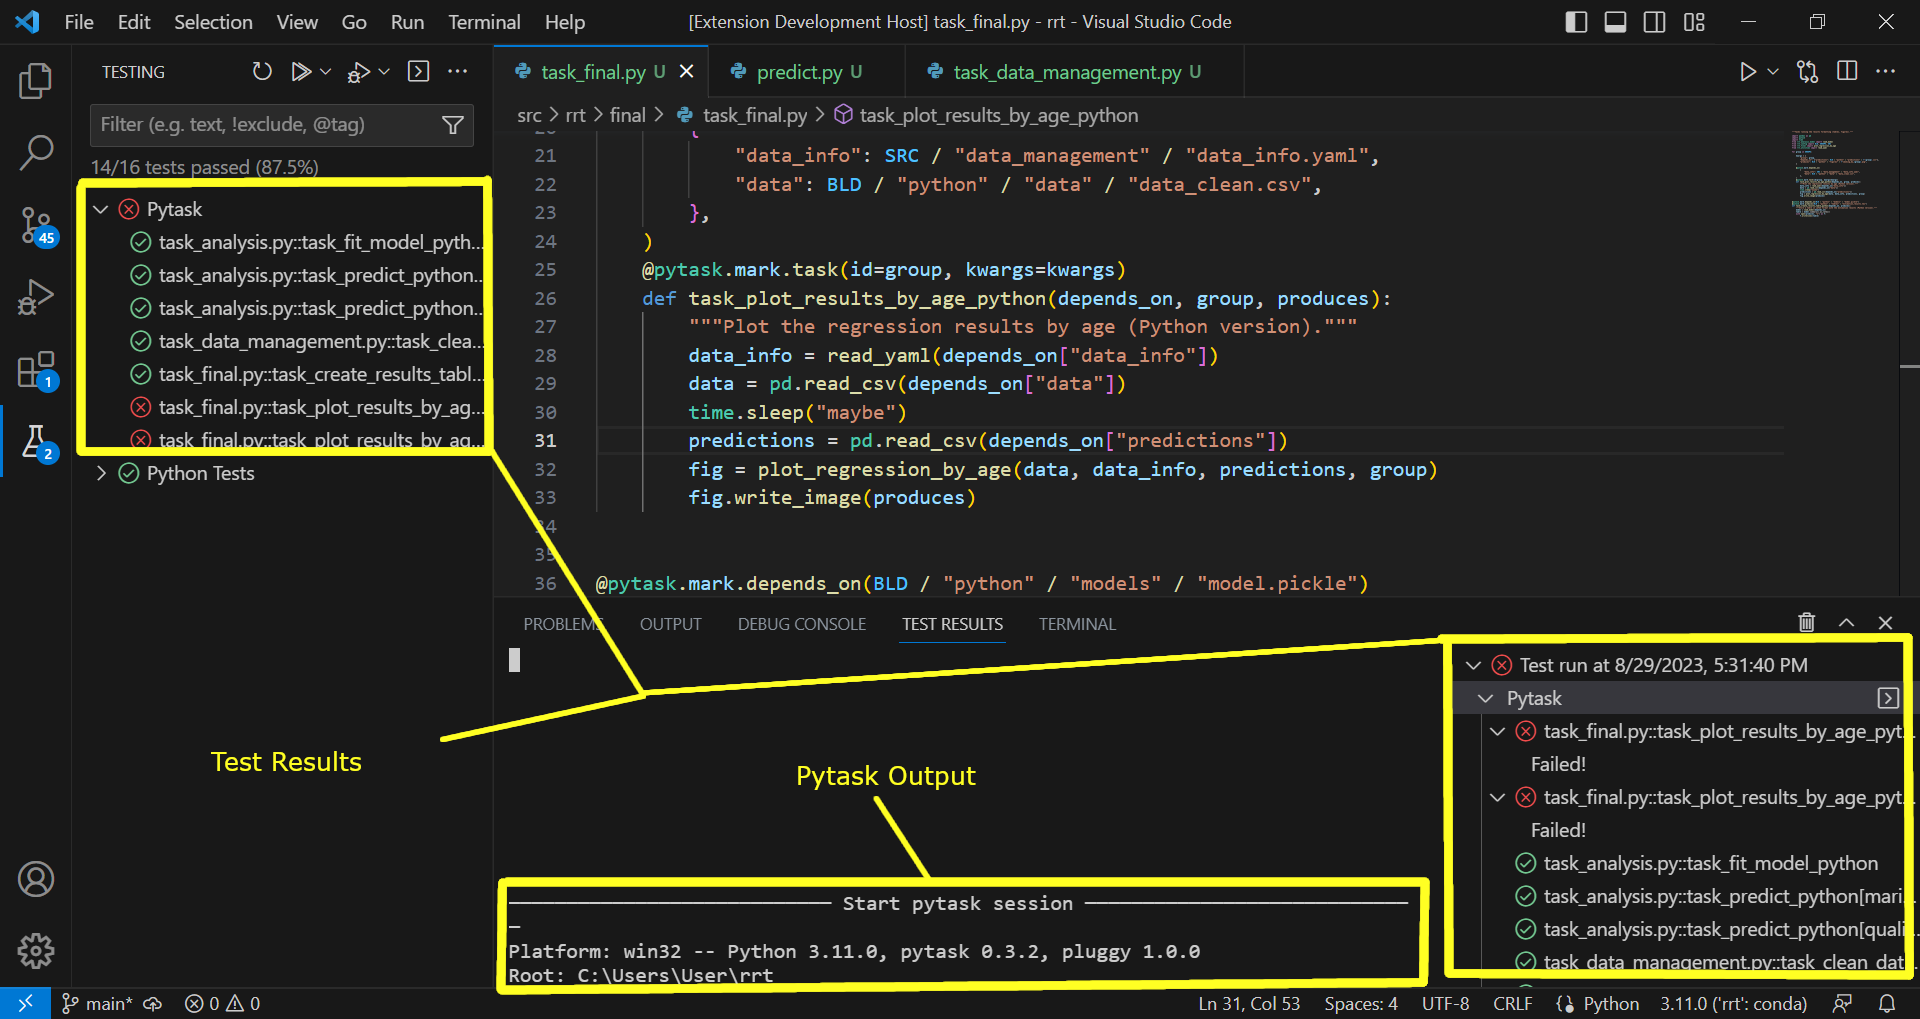 File Edit Selection View Go Run Terminal Help
[Extension Development Host] task_final.py - rrt - Visual Studio Code
TESTING
Filter (e.g. text, !exclude, @tag)
14/16 tests passed (87.5%)
Pytask
task_analysis.py::task_fit_model_pyth...
task_analysis.py::task_predict_python...
task_analysis.py::task_predict_python...
task_data_management.py::task_clea...
task_final.py::task_create_results_tabl...
task_final.py::task_plot_results_by_ag...
task_final.py::task_plot_results_by_ag...
Python Tests
45
1
2
task_final.py U
predict.py U
task_data_management.py U
src > rrt > final > task_final.py > task_plot_results_by_age_python
20 {
21 "data_info": SRC / "data_management" / "data_info.yaml",
22 "data": BLD / "python" / "data" / "data_clean.csv",
23 },
24 )
25 @pytask.mark.task(id=group, kwargs=kwargs)
26 def task_plot_results_by_age_python(depends_on, group, produces):
27 """Plot the regression results by age (Python version)."""
28 data_info = read_yaml(depends_on["data_info"])
29 data = pd.read_csv(depends_on["data"])
30 time.sleep("maybe")
31 predictions = pd.read_csv(depends_on["predictions"])
32 fig = plot_regression_by_age(data, data_info, predictions, group)
33 fig.write_image(produces)
34
35
36 @pytask.mark.depends_on(BLD / "python" / "models" / "model.pickle")
PROBLEMS OUTPUT DEBUG CONSOLE TEST RESULTS TERMINAL
Test Results
Pytask Output
Start pytask session
Platform: win32 -- Python 3.11.0, pytask 0.3.2, pluggy 1.0.0
Root: C:\Users\User\rrt
Test run at 8/29/2023, 5:31:40 PM
Pytask
task_final.py::task_plot_results_by_age_pyt...
Failed!
task_final.py::task_plot_results_by_age_pyt...
Failed!
task_analysis.py::task_fit_model_python
task_analysis.py::task_predict_python[mari...
task_analysis.py::task_predict_python[quali...
task_data_management.py::task_clean_dat...
main* 0 0
Ln 31, Col 53 Spaces: 4 UTF-8 CRLF Python 3.11.0 ('rrt': conda)